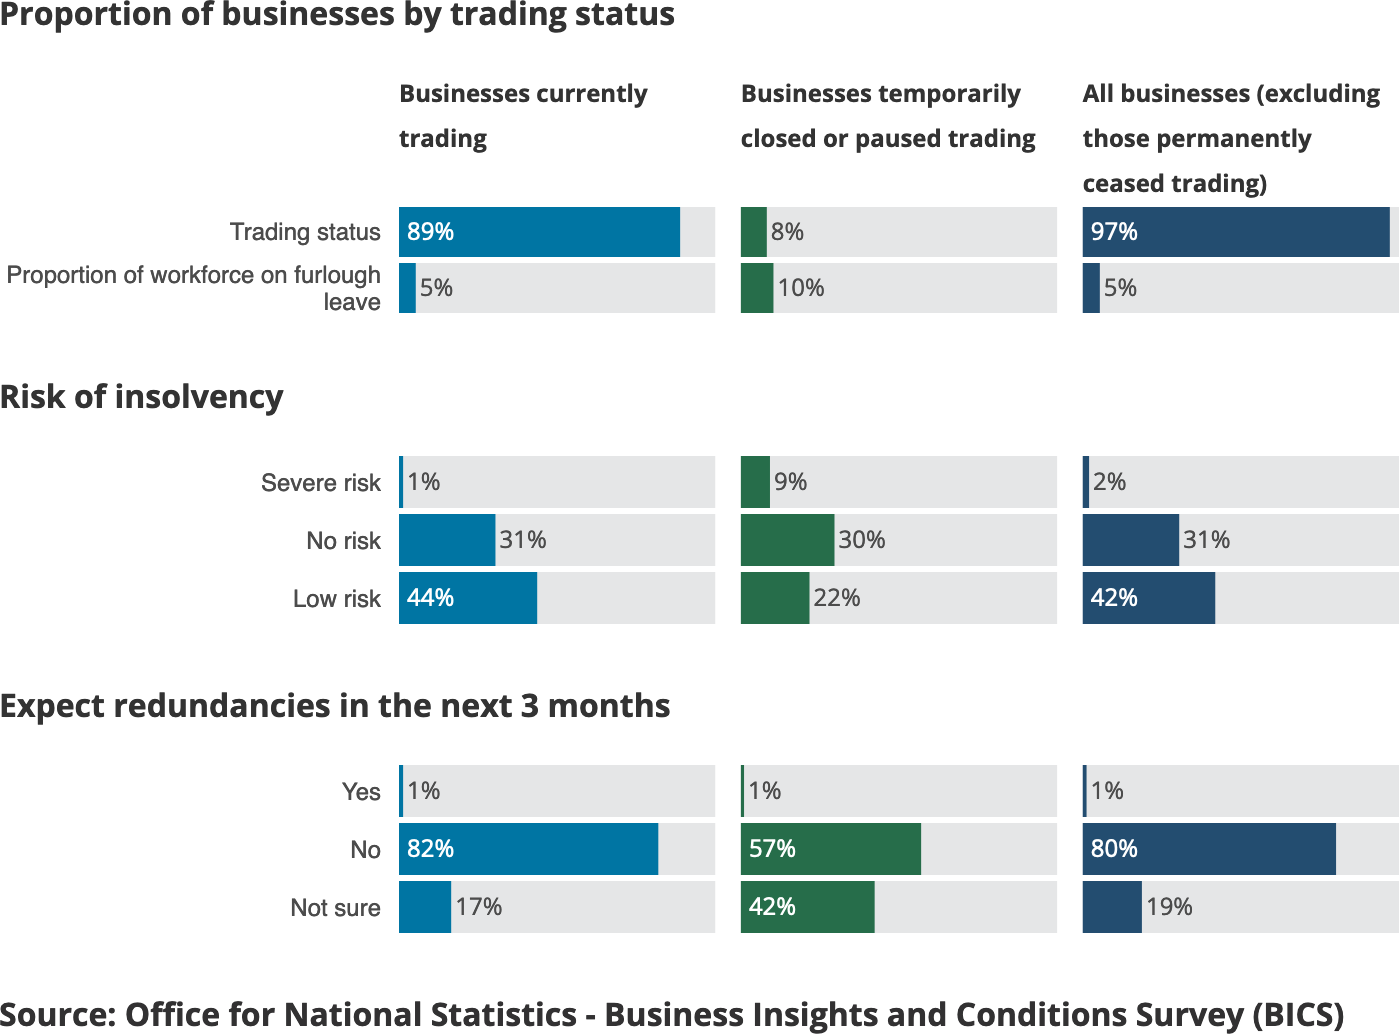 Proportion of businesses by trading status
Businesses currently
trading
Businesses temporarily
closed or paused trading
All businesses (excluding
those permanently
ceased trading)
Trading status 89% 8% 97%
Proportion of workforce on furlough
leave 5% 10% 5%
Risk of insolvency
Severe risk 1% 9% 2%
No risk 31% 30% 31%
Low risk 44% 22% 42%
Expect redundancies in the next 3 months
Yes 1% 1% 1%
No 82% 57% 80%
Not sure 17% 42% 19%
Source: Office for National Statistics - Business Insights and Conditions Survey (BICS)